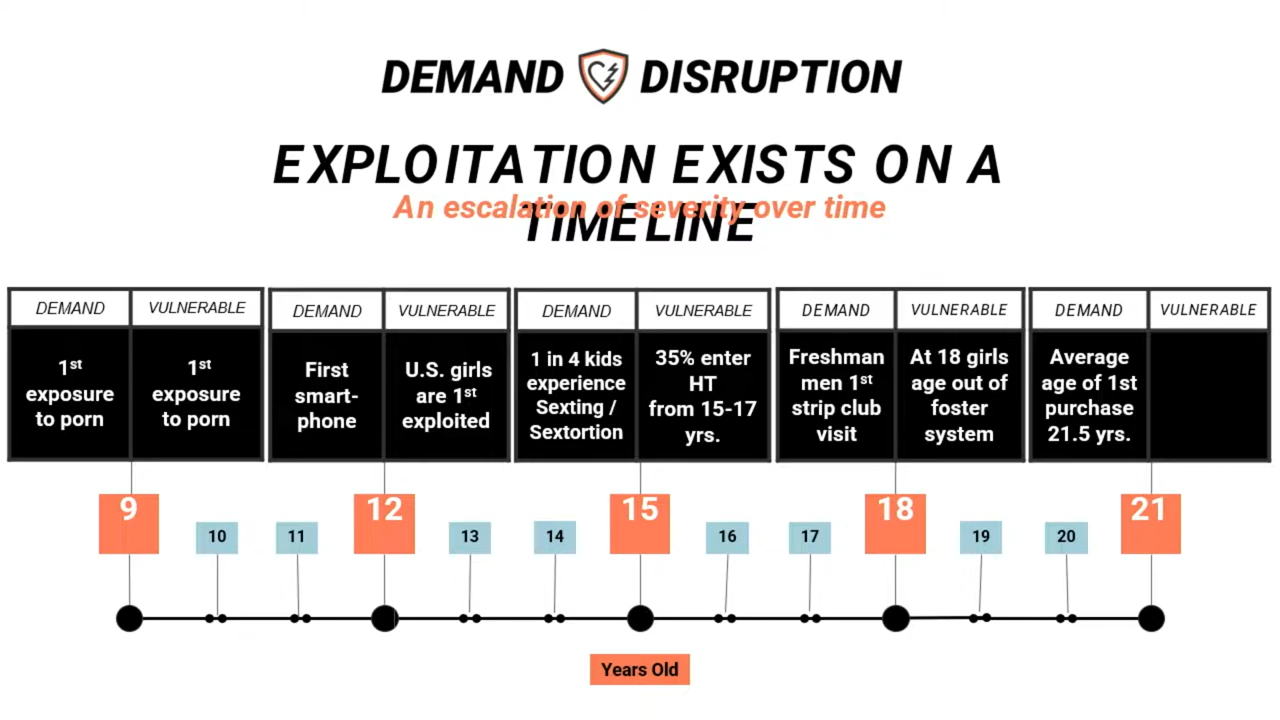 DEMAND DISRUPTION
EXPLOITATION EXISTS ON A
TIMELINE
An escalation of severity over time
DEMAND VULNERABLE DEMAND VULNERABLE DEMAND VULNERABLE DEMAND VULNERABLE DEMAND VULNERABLE
1st
exposure
to porn
1st
exposure
to porn
First
smart-
phone
U.S. girls
are 1st
exploited
1 in 4 kids
experience
Sexting /
Sextortion
35% enter
HT
from 15-17
yrs.
Freshman
men 1st
strip club
visit
At 18 girls
age out of
foster
system
Average
age of 1st
purchase
21.5 yrs.
9 10 11 12 13 14 15 16 17 18 19 20 21
Years Old